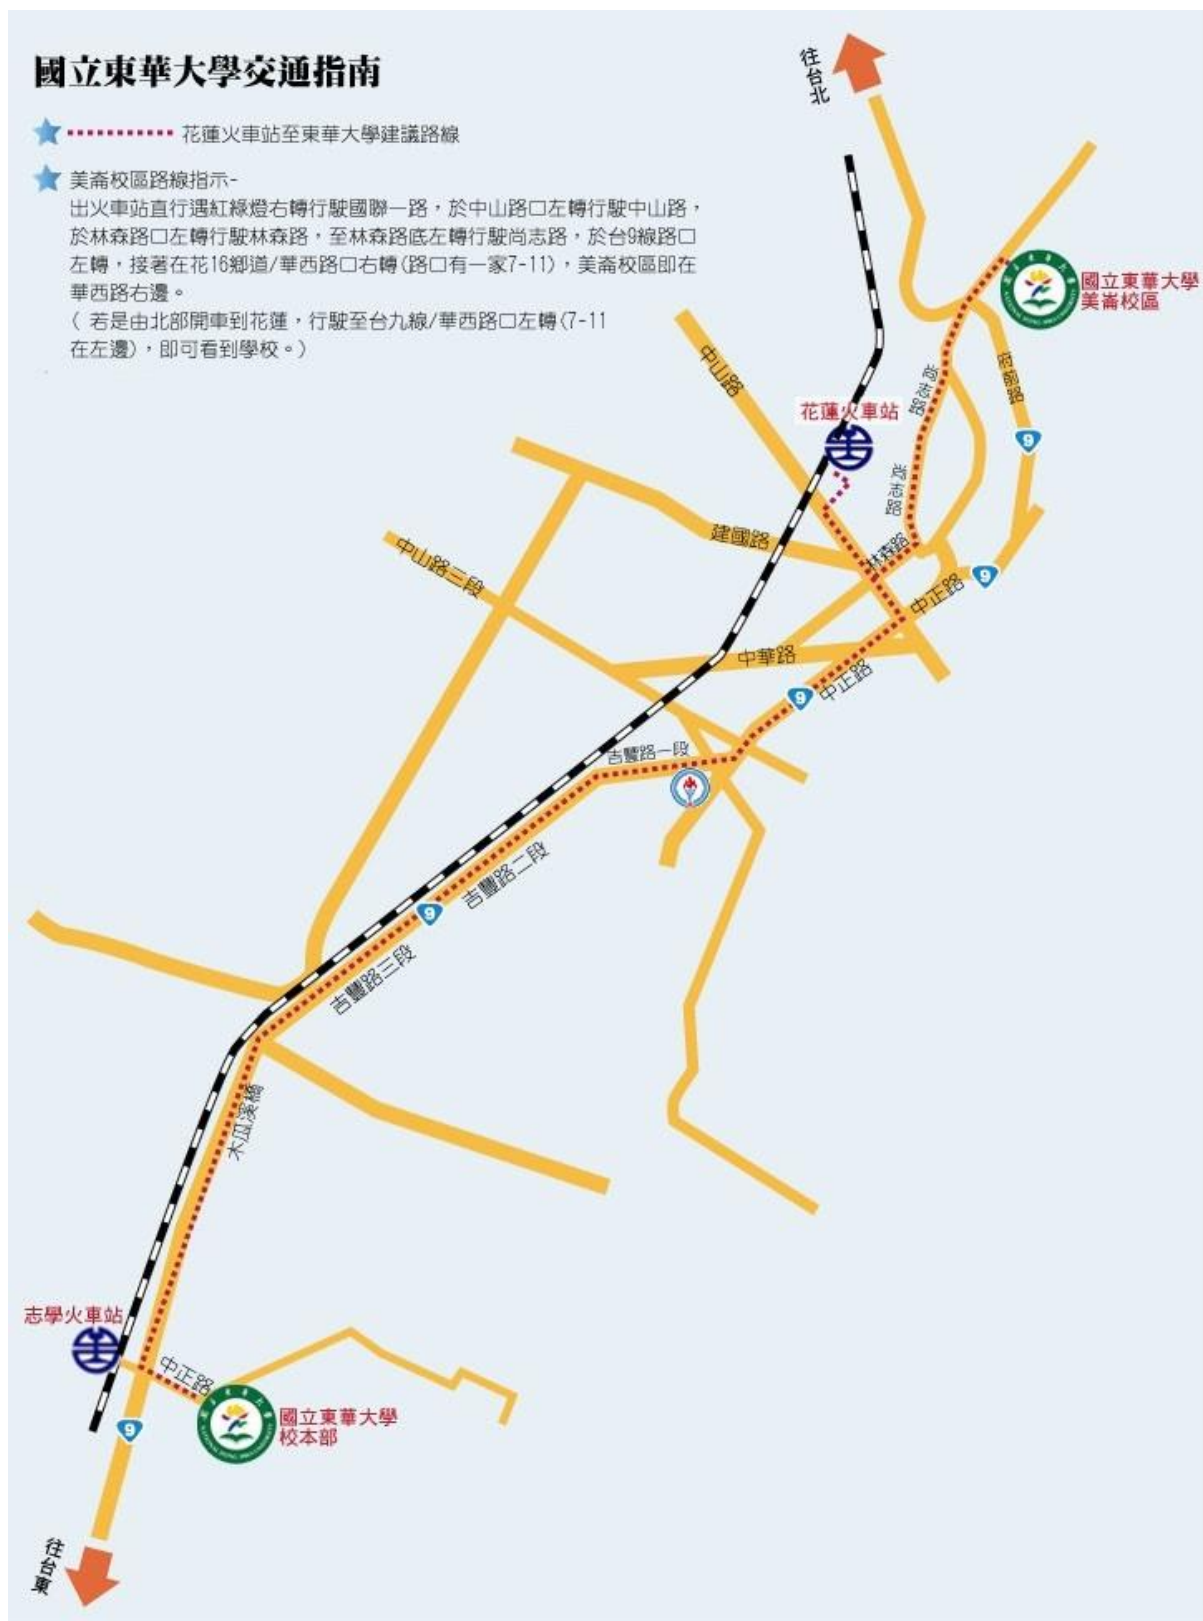 國立東華大學交通指南
花蓮火車站至東華大學建議路線
美崙校區路線指示-
出火車站直行遇紅綠燈右轉行駛國聯一路，於中山路口左轉行駛中山路，
於林森路口左轉行駛林森路，至林森路底左轉行駛尚志路，於台9線路口
左轉，接著在花16鄉道/華西路口右轉(路口有一家7-11)，美崙校區即在
華西路右邊。
( 若是由北部開車到花蓮，行駛至台九線/華西路口左轉(7-11
在左邊)，即可看到學校。)
往台北
國立東華大學
美崙校區
府前路
中山路
尚志路
花蓮火車站
9
尚志路
建國路
林森路
中山路三段
9
中正路
中華路
中正路
9
吉豐路一段
吉豐路二段
9
吉豐路三段
木瓜溪橋
志學火車站
中正路
國立東華大學
校本部
9
往台東